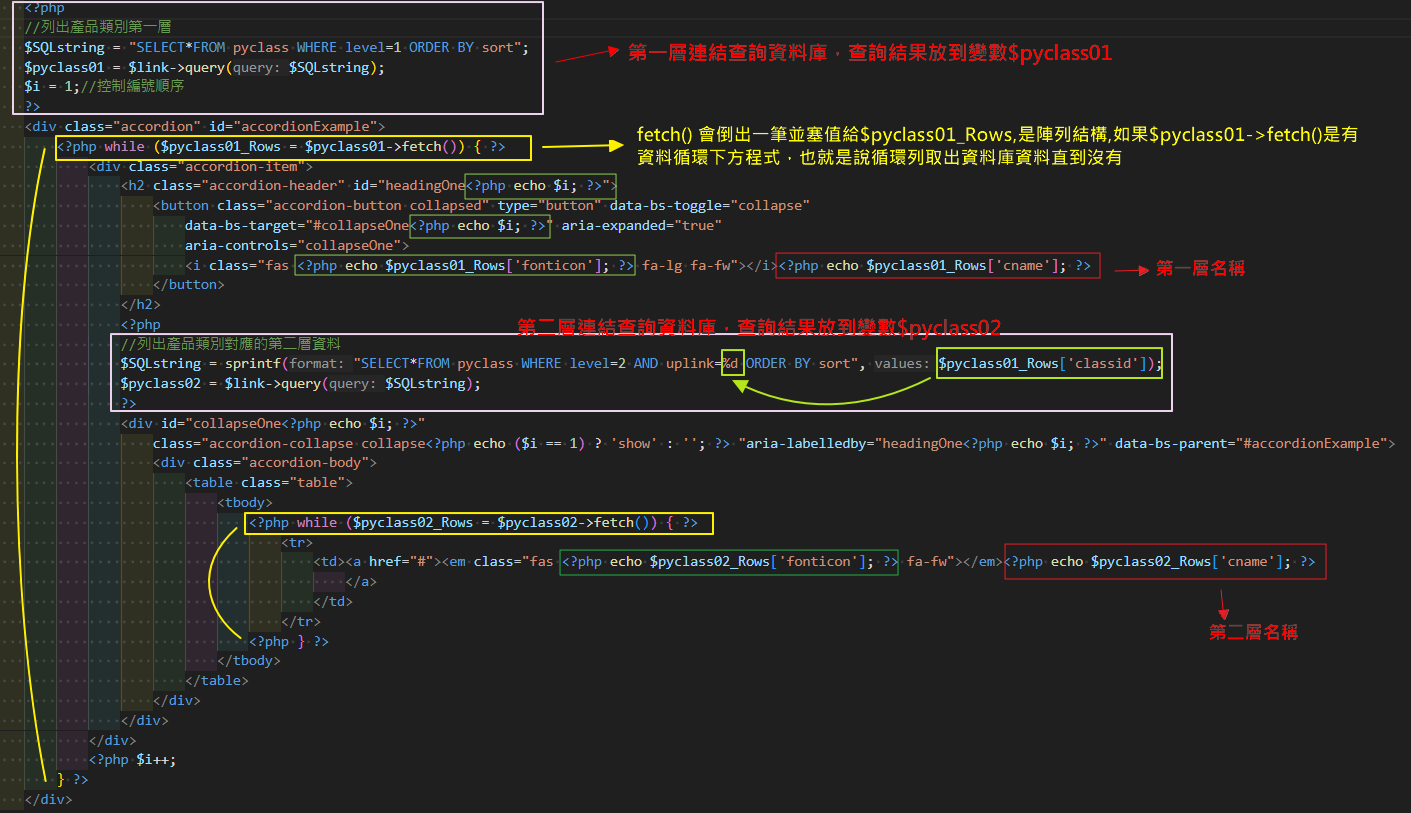 <?php
//列出產品類別第一層
$SQLstring = "SELECT*FROM pyclass WHERE level=1 ORDER BY sort";
$pyclass01 = $link->query(query: $SQLstring);
第一層連結查詢資料庫，查詢結果放到變數$pyclass01
$i = 1;//控制編號順序
?>
<div class="accordion" id="accordionExample">
<?php while ($pyclass01_Rows = $pyclass01->fetch()) { ?>
fetch() 會倒出一筆並塞值給$pyclass01_Rows,是陣列結構,如果$pyclass01->fetch()是有
資料循環下方程式，也就是說循環列取出資料庫資料直到沒有
<div class="accordion-item">
<h2 class="accordion-header" id="headingOne<?php echo $i; ?>">
<button class="accordion-button collapsed" type="button" data-bs-toggle="collapse"
data-bs-target="#collapseOne<?php echo $i; ?>" aria-expanded="true"
aria-controls="collapseOne">
<i class="fas <?php echo $pyclass01_Rows['fonticon']; ?> fa-lg fa-fw"></i><?php echo $pyclass01_Rows['cname']; ?>
第一層名稱
</button>
</h2>
<?php
第二層連結查詢資料庫，查詢結果放到變數$pyclass02
//列出產品類別對應的第二層資料
$SQLstring = sprintf(format: "SELECT*FROM pyclass WHERE level=2 AND uplink=%d ORDER BY sort", values: $pyclass01_Rows['classid']);
$pyclass02 = $link->query(query: $SQLstring);
?>
<div id="collapseOne<?php echo $i; ?>"
class="accordion-collapse collapse<?php echo ($i == 1) ? 'show' : ''; ?> "aria-labelledby="headingOne<?php echo $i; ?>" data-bs-parent="#accordionExample">
<div class="accordion-body">
<table class="table">
<tbody>
<?php while ($pyclass02_Rows = $pyclass02->fetch()) { ?>
<tr>
<td><a href="#"><em class="fas <?php echo $pyclass02_Rows['fonticon']; ?> fa-fw"></em><?php echo $pyclass02_Rows['cname']; ?>
</a>
</td>
第二層名稱
</tr>
<?php } ?>
</tbody>
</table>
</div>
</div>
</div>
<?php $i++;
} ?>
</div>